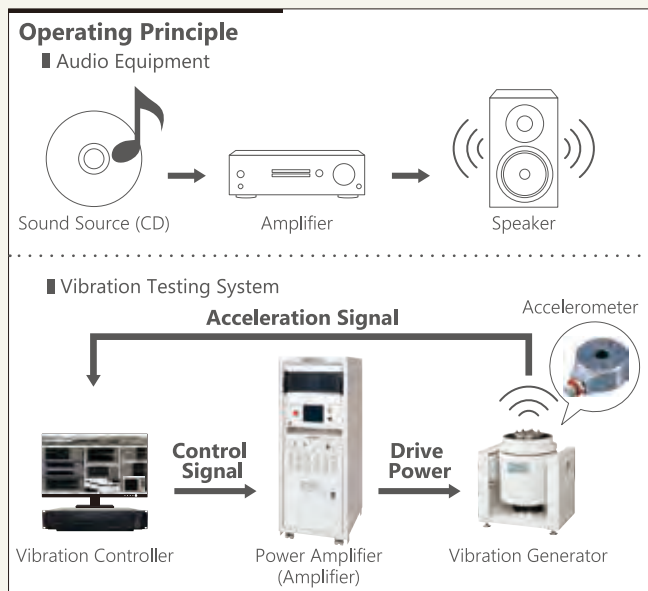 Operating Principle
Audio Equipment
Sound Source (CD)
Amplifier
Speaker
Vibration Testing System
Acceleration Signal
Accelerometer
Control
Signal
Drive
Power
Vibration Controller
Power Amplifier
(Amplifier)
Vibration Generator